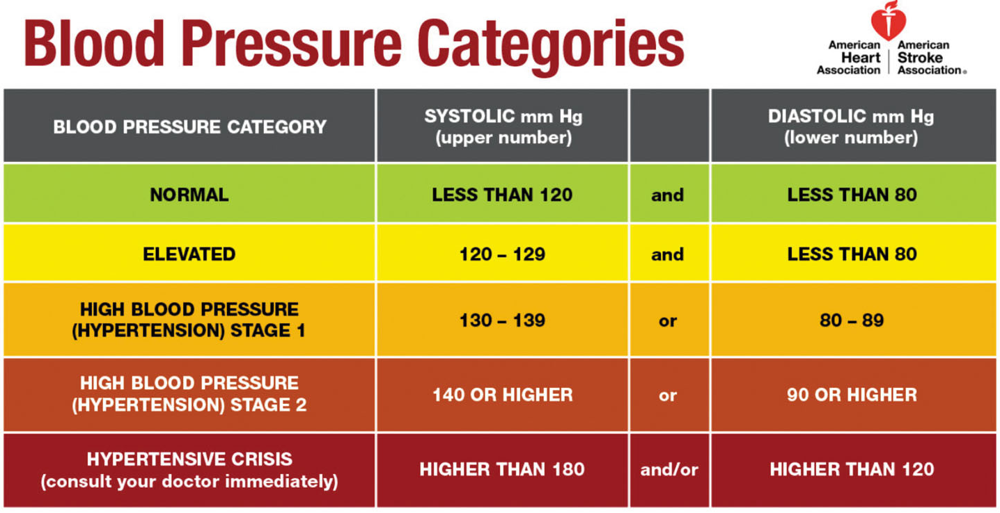 Blood Pressure Categories
American Heart Association
American Stroke Association®
BLOOD PRESSURE CATEGORY
SYSTOLIC mm Hg
(upper number)
DIASTOLIC mm Hg
(lower number)
NORMAL
LESS THAN 120
and
LESS THAN 80
ELEVATED
120 – 129
and
LESS THAN 80
HIGH BLOOD PRESSURE
(HYPERTENSION) STAGE 1
130 – 139
or
80 – 89
HIGH BLOOD PRESSURE
(HYPERTENSION) STAGE 2
140 OR HIGHER
or
90 OR HIGHER
HYPERTENSIVE CRISIS
(consult your doctor immediately)
HIGHER THAN 180
and/or
HIGHER THAN 120